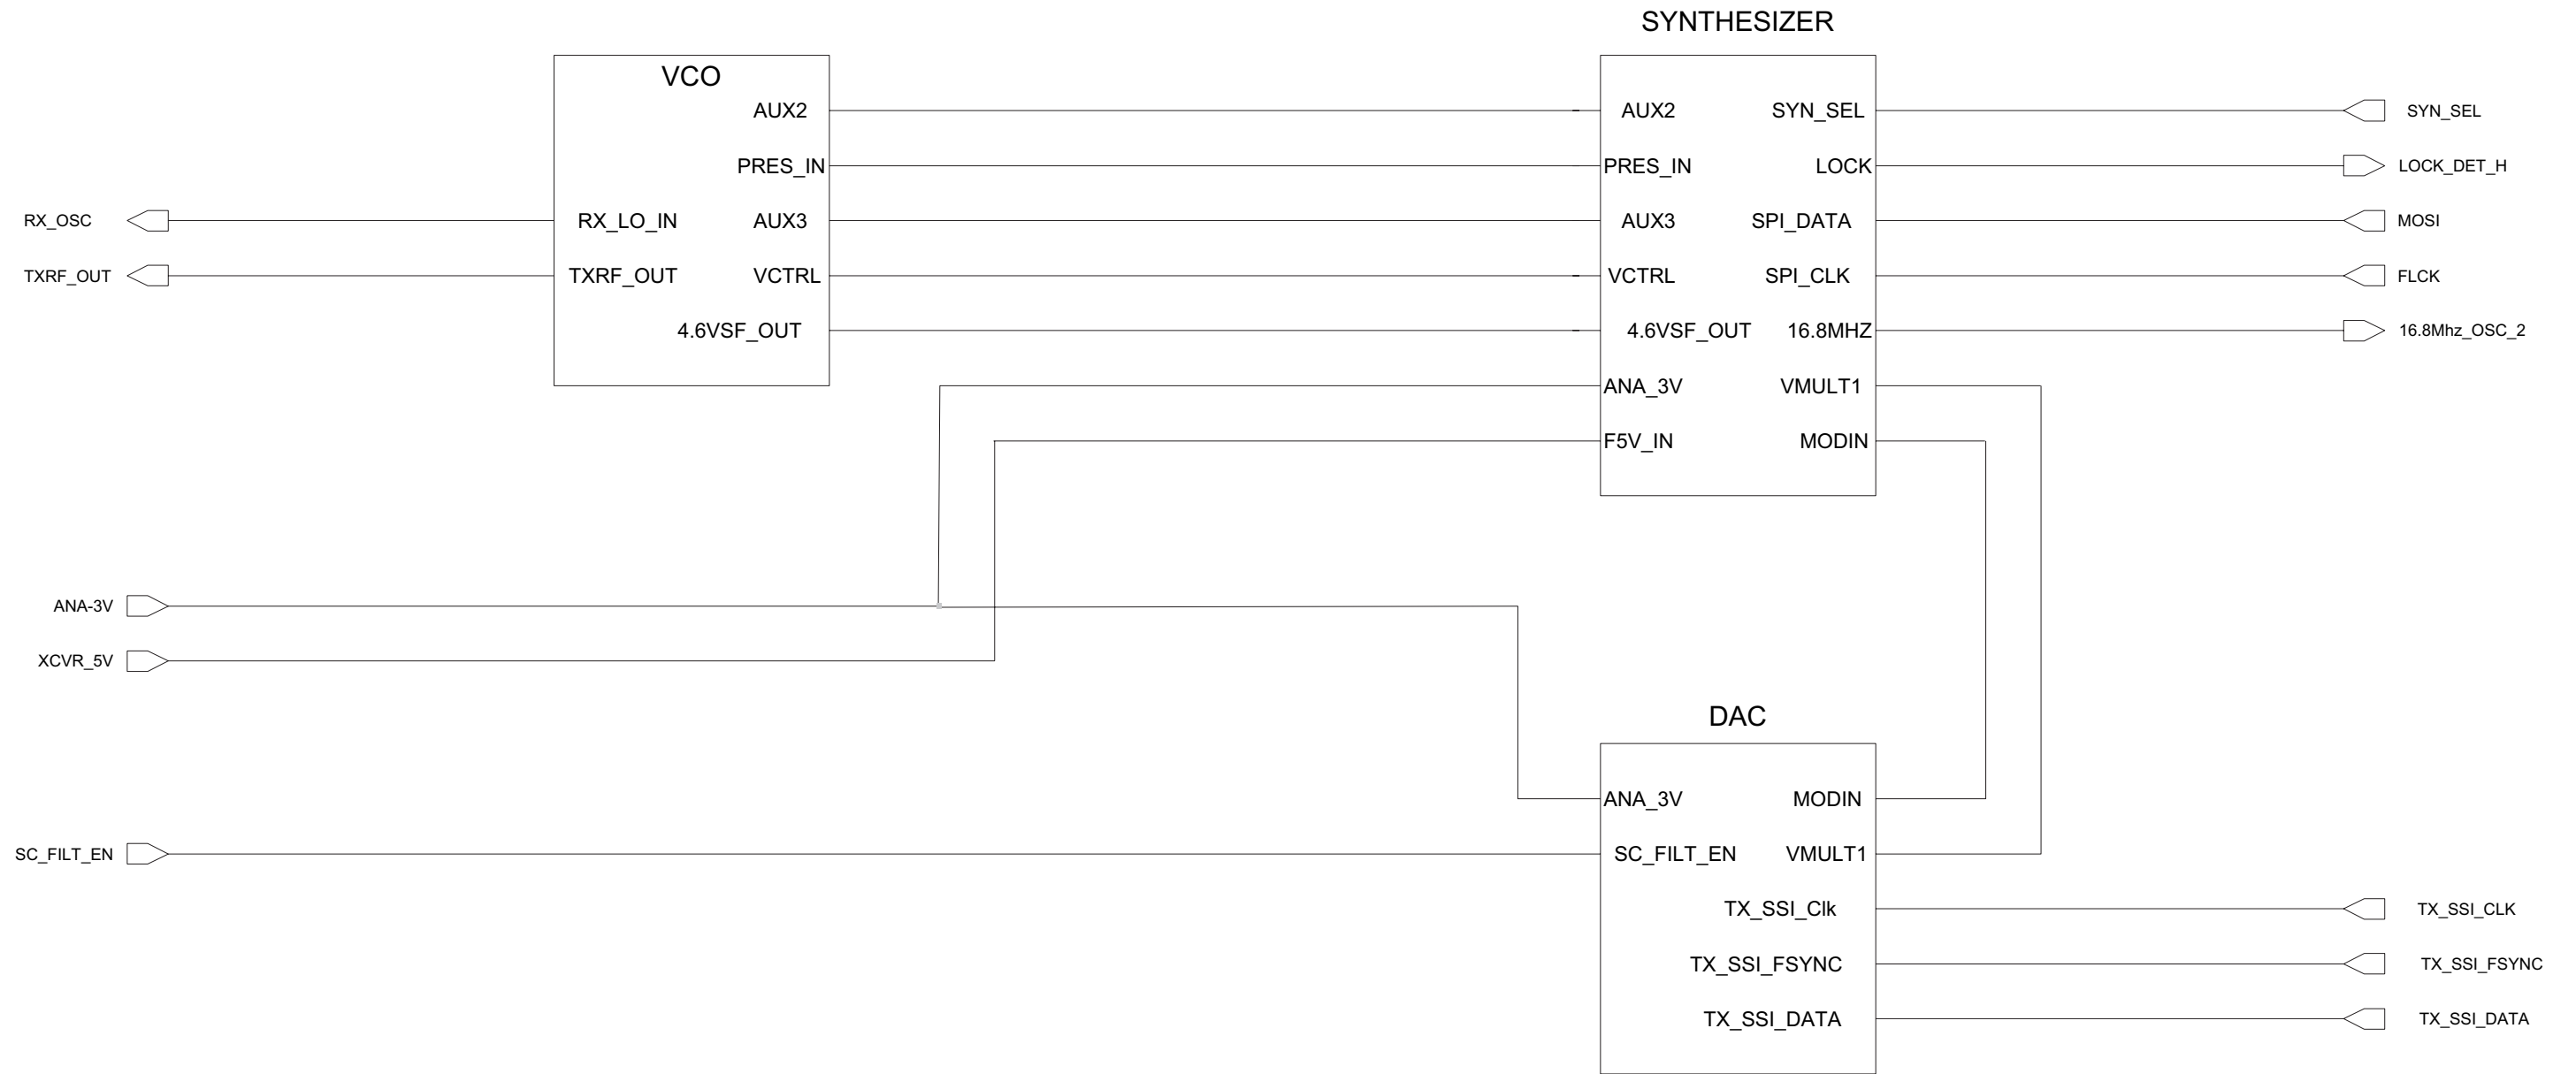 SYNTHESIZER
VCO
AUX2
AUX2
SYN_SEL
SYN_SEL
PRES_IN
PRES_IN
LOCK
LOCK_DET_H
RX_OSC
RX_LO_IN
AUX3
AUX3
SPI_DATA
MOSI
TXRF_OUT
TXRF_OUT
VCTRL
VCTRL
SPI_CLK
FLCK
4.6VSF_OUT
4.6VSF_OUT
16.8MHZ
16.8Mhz_OSC_2
ANA_3V
VMULT1
F5V_IN
MODIN
ANA-3V
XCVR_5V
DAC
ANA_3V
MODIN
SC_FILT_EN
SC_FILT_EN
VMULT1
TX_SSI_Clk
TX_SSI_CLK
TX_SSI_FSYNC
TX_SSI_FSYNC
TX_SSI_DATA
TX_SSI_DATA